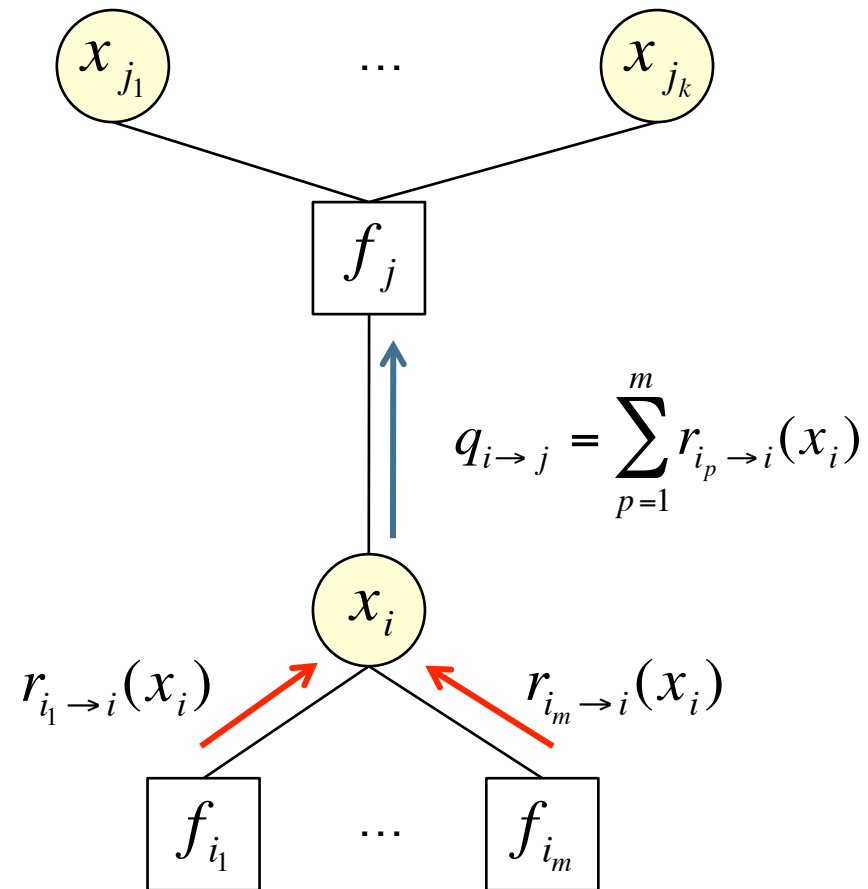 x_{j_1} ... x_{j_k}
f_j
q_{i→j} = \sum_{p=1}^{m} r_{i_p→i}(x_i)
x_i
r_{i_1→i}(x_i) r_{i_m→i}(x_i)
f_{i_1} ... f_{i_m}